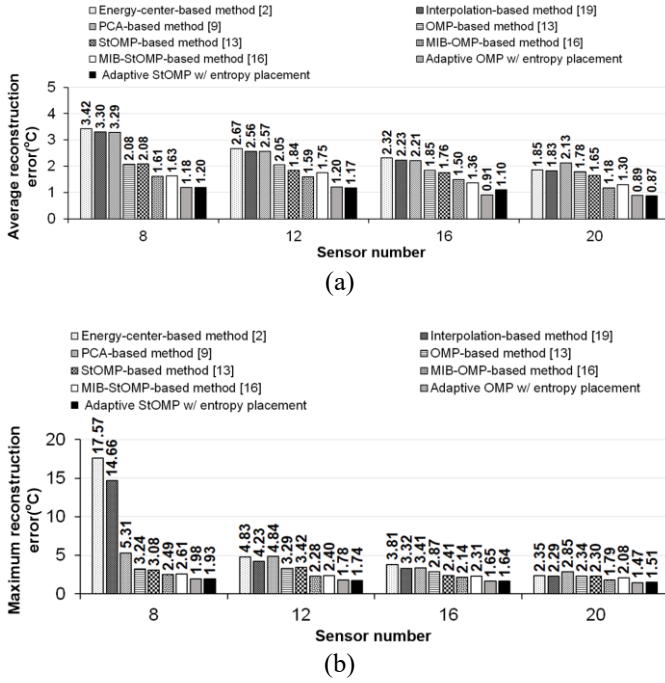 Energy-center-based method [2]
Interpolation-based method [19]
PCA-based method [9]
OMP-based method [13]
StOMP-based method [13]
MIB-OMP-based method [16]
MIB-StOMP-based method [16]
Adaptive OMP w/ entropy placement
Adaptive StOMP w/ entropy placement
Average reconstruction
error(°C)
5
4
3
2
1
0
3.42 3.30 3.29 2.08 2.08 1.61 1.63 1.18 1.20
2.67 2.56 2.57 2.05 1.84 1.59 1.75 1.20 1.17
2.32 2.23 2.21 1.85 1.76 1.50 1.36 0.91 1.10
1.85 1.83 2.13 1.78 1.65 1.18 1.30 0.89 0.87
8 12 16 20
Sensor number
(a)
Energy-center-based method [2]
Interpolation-based method [19]
PCA-based method [9]
OMP-based method [13]
StOMP-based method [13]
MIB-OMP-based method [16]
MIB-StOMP-based method [16]
Adaptive OMP w/ entropy placement
Adaptive StOMP w/ entropy placement
Maximum reconstruction
error(°C)
20
15
10
5
0
17.57 14.66 5.31 3.24 3.08 2.49 2.61 1.98 1.93
4.83 4.23 4.84 3.29 3.42 2.28 2.40 1.78 1.74
3.81 3.32 3.41 2.87 2.41 2.14 2.31 1.65 1.64
2.35 2.29 2.85 2.34 2.30 1.79 2.08 1.47 1.51
8 12 16 20
Sensor number
(b)